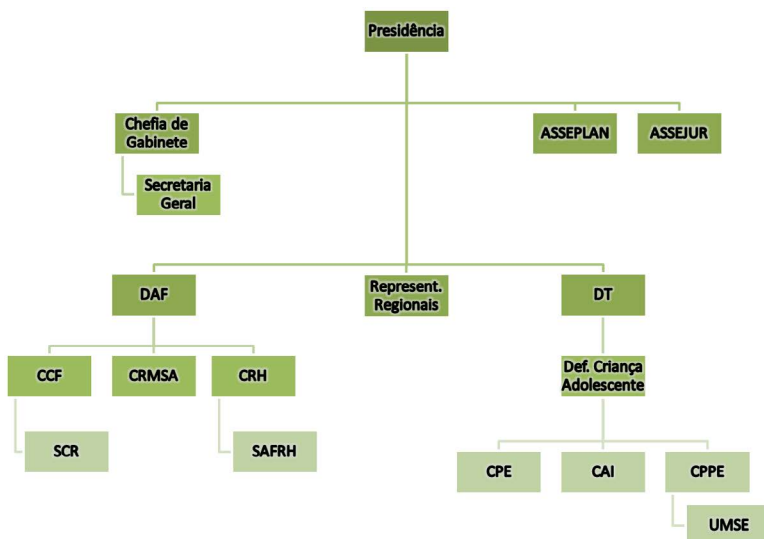 Presidência
Chefia de
Gabinete
ASSEPLAN
ASSEJUR
Secretaria
Geral
DAF
Represent.
Regionais
DT
CCF
CRMSA
CRH
Def. Criança
Adolescente
SCR
SAFRH
CPE
CAI
CPPE
UMSE